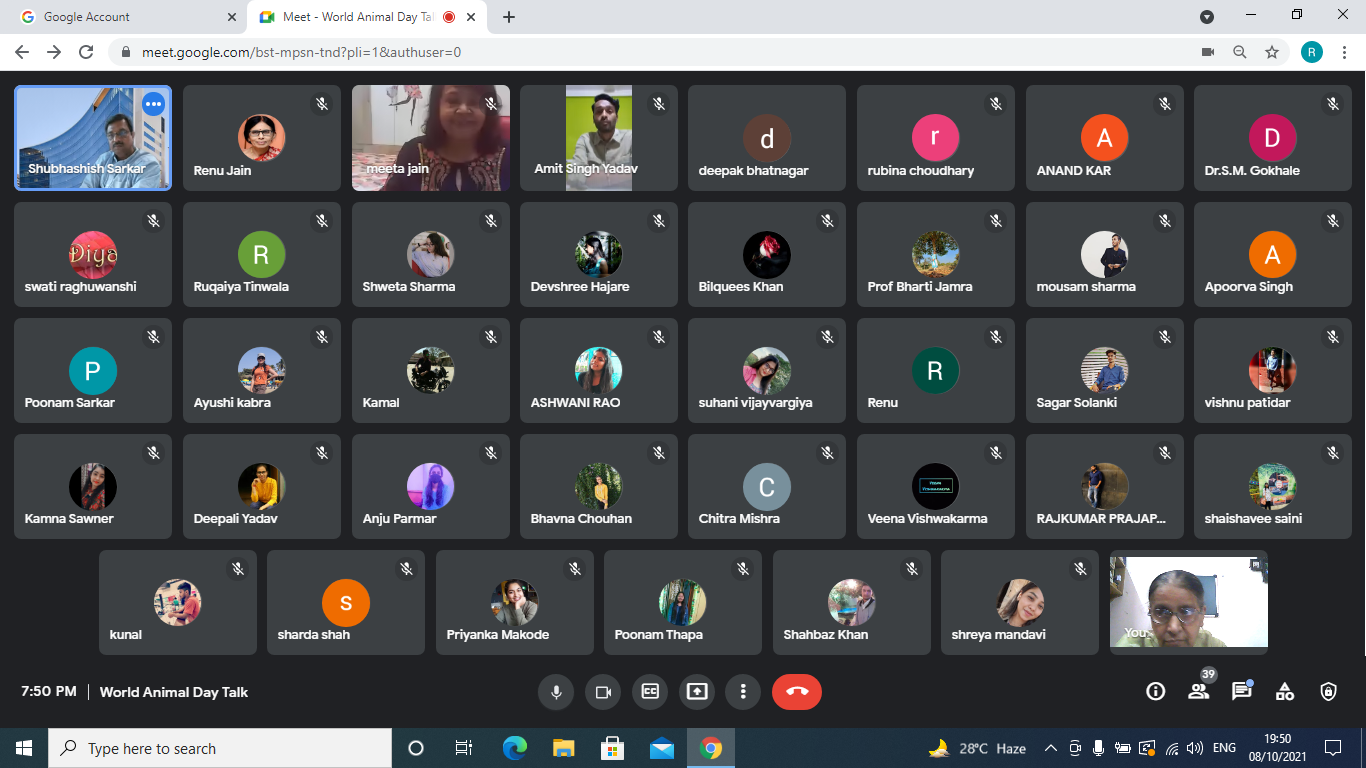 Google Account
Meet - World Animal Day Ta
meet.google.com/bst-mpsn-tnd?pli=1&authuser=0
R
Shubhashish Sarkar
Renu Jain
meeta jain
Amit Singh Yadav
d
deepak bhatnagar
r
rubina choudhary
A
ANAND KAR
D
Dr.S.M. Gokhale
Diya
swati raghuwanshi
R
Ruqaiya Tinwala
Shweta Sharma
Devshree Hajare
Bilquees Khan
Prof Bharti Jamra
mousam sharma
A
Apoorva Singh
P
Poonam Sarkar
Ayushi kabra
Kamal
ASHWANI RAO
suhani vijayvargiya
R
Renu
Sagar Solanki
vishnu patidar
Kamna Sawner
Deepali Yadav
Anju Parmar
Bhavna Chouhan
C
Chitra Mishra
Veena Vishwakarma
RAJKUMAR PRAJAP...
shaishavee saini
kunal
s
sharda shah
Priyanka Makode
Poonam Thapa
Shahbaz Khan
shreya mandavi
You
7:50 PM | World Animal Day Talk
CC
39
Type here to search
28°C Haze
ENG
19:50
08/10/2021